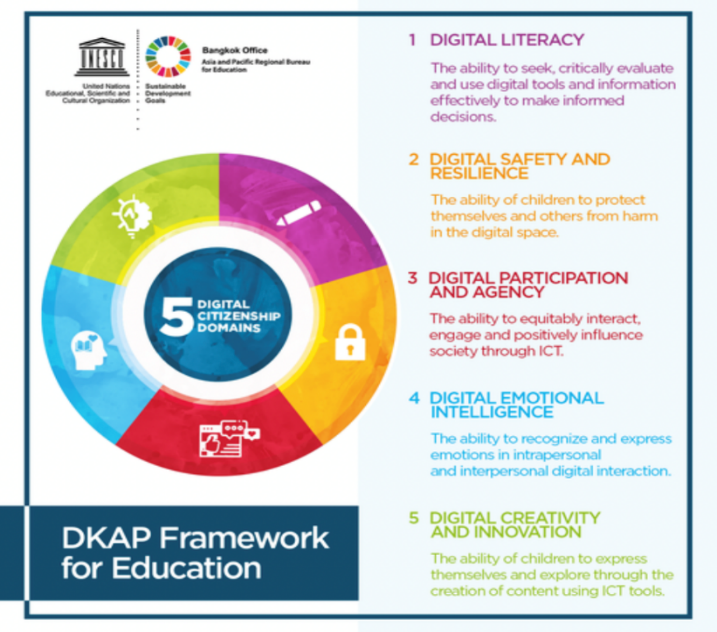 UNESCO
United Nations
Educational, Scientific and
Cultural Organization
Sustainable
Development
Goals
Bangkok Office
Asia and Pacific Regional Bureau
for Education
5 DIGITAL
CITIZENSHIP
DOMAINS
DKAP Framework
for Education
1 DIGITAL LITERACY
The ability to seek, critically evaluate
and use digital tools and information
effectively to make informed
decisions.
2 DIGITAL SAFETY AND
RESILIENCE
The ability of children to protect
themselves and others from harm
in the digital space.
3 DIGITAL PARTICIPATION
AND AGENCY
The ability to equitably interact,
engage and positively influence
society through ICT.
4 DIGITAL EMOTIONAL
INTELLIGENCE
The ability to recognize and express
emotions in intrapersonal
and interpersonal digital interaction.
5 DIGITAL CREATIVITY
AND INNOVATION
The ability of children to express
themselves and explore through the
creation of content using ICT tools.